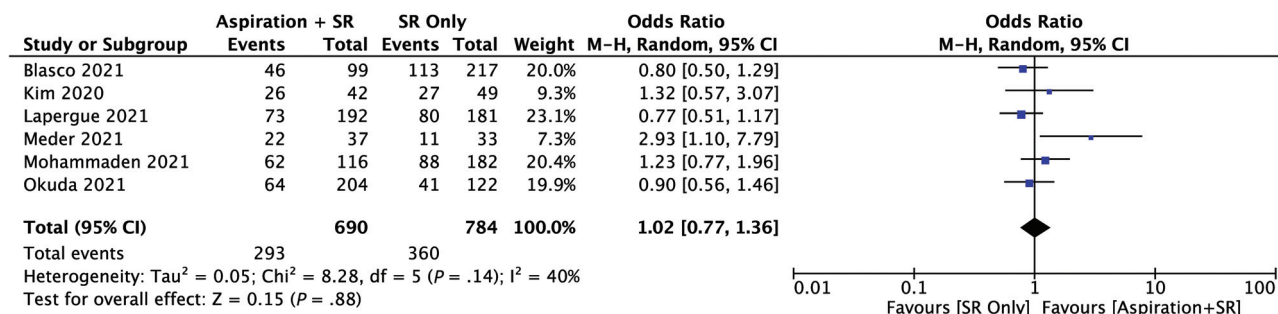 Aspiration + SR SR Only Odds Ratio Odds Ratio
Study or Subgroup Events Total Events Total Weight M-H, Random, 95% CI M-H, Random, 95% CI
Blasco 2021 46 99 113 217 20.0% 0.80 [0.50, 1.29]
Kim 2020 26 42 27 49 9.3% 1.32 [0.57, 3.07]
Lapergue 2021 73 192 80 181 23.1% 0.77 [0.51, 1.17]
Meder 2021 22 37 11 33 7.3% 2.93 [1.10, 7.79]
Mohammaden 2021 62 116 88 182 20.4% 1.23 [0.77, 1.96]
Okuda 2021 64 204 41 122 19.9% 0.90 [0.56, 1.46]
Total (95% CI) 690 784 100.0% 1.02 [0.77, 1.36]
Total events 293 360
Heterogeneity: Tau² = 0.05; Chi² = 8.28, df = 5 (P = .14); I² = 40%
Test for overall effect: Z = 0.15 (P = .88)
0.01 0.1 1 10 100
Favours [SR Only] Favours [Aspiration+SR]